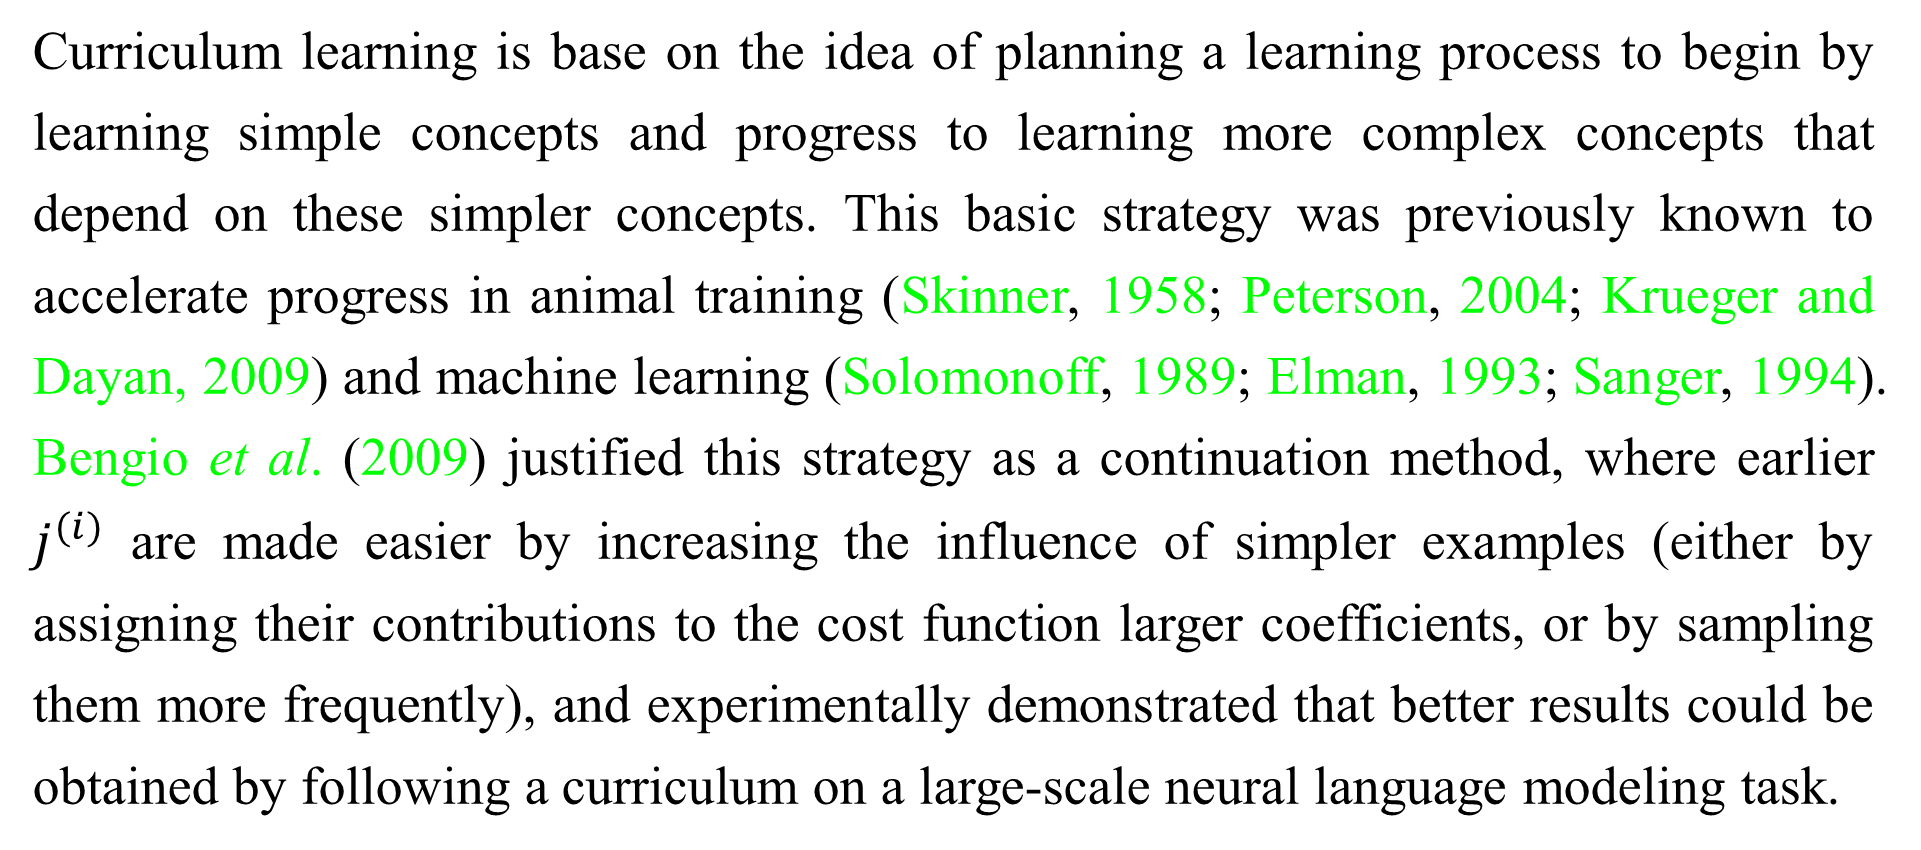 Curriculum learning is base on the idea of planning a learning process to begin by
learning simple concepts and progress to learning more complex concepts that
depend on these simpler concepts. This basic strategy was previously known to
accelerate progress in animal training (Skinner, 1958; Peterson, 2004; Krueger and
Dayan, 2009) and machine learning (Solomonoff, 1989; Elman, 1993; Sanger, 1994).
Bengio et al. (2009) justified this strategy as a continuation method, where earlier
j⁽ⁱ⁾ are made easier by increasing the influence of simpler examples (either by
assigning their contributions to the cost function larger coefficients, or by sampling
them more frequently), and experimentally demonstrated that better results could be
obtained by following a curriculum on a large-scale neural language modeling task.